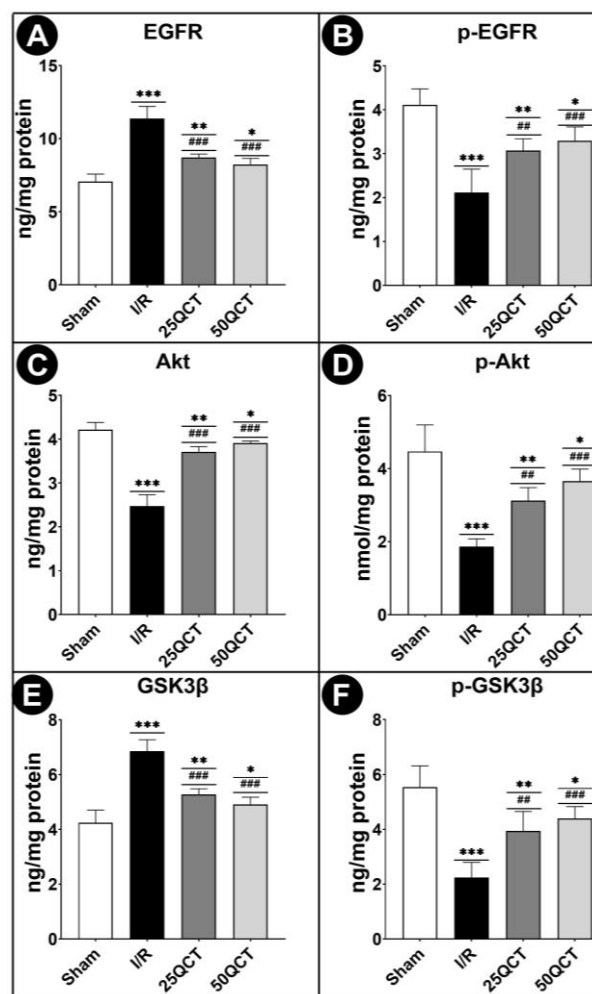 A
EGFR
ng/mg protein
15
10
5
0
***
**
###
*
###
Sham
I/R
25QCT
50QCT
B
p-EGFR
ng/mg protein
5
4
3
2
1
0
***
**
##
*
###
Sham
I/R
25QCT
50QCT
C
Akt
ng/mg protein
5
4
3
2
1
0
***
**
###
*
###
Sham
I/R
25QCT
50QCT
D
p-Akt
nmol/mg protein
6
4
2
0
***
**
##
*
###
Sham
I/R
25QCT
50QCT
E
GSK3β
ng/mg protein
8
6
4
2
0
***
**
###
*
###
Sham
I/R
25QCT
50QCT
F
p-GSK3β
ng/mg protein
8
6
4
2
0
***
**
##
*
###
Sham
I/R
25QCT
50QCT